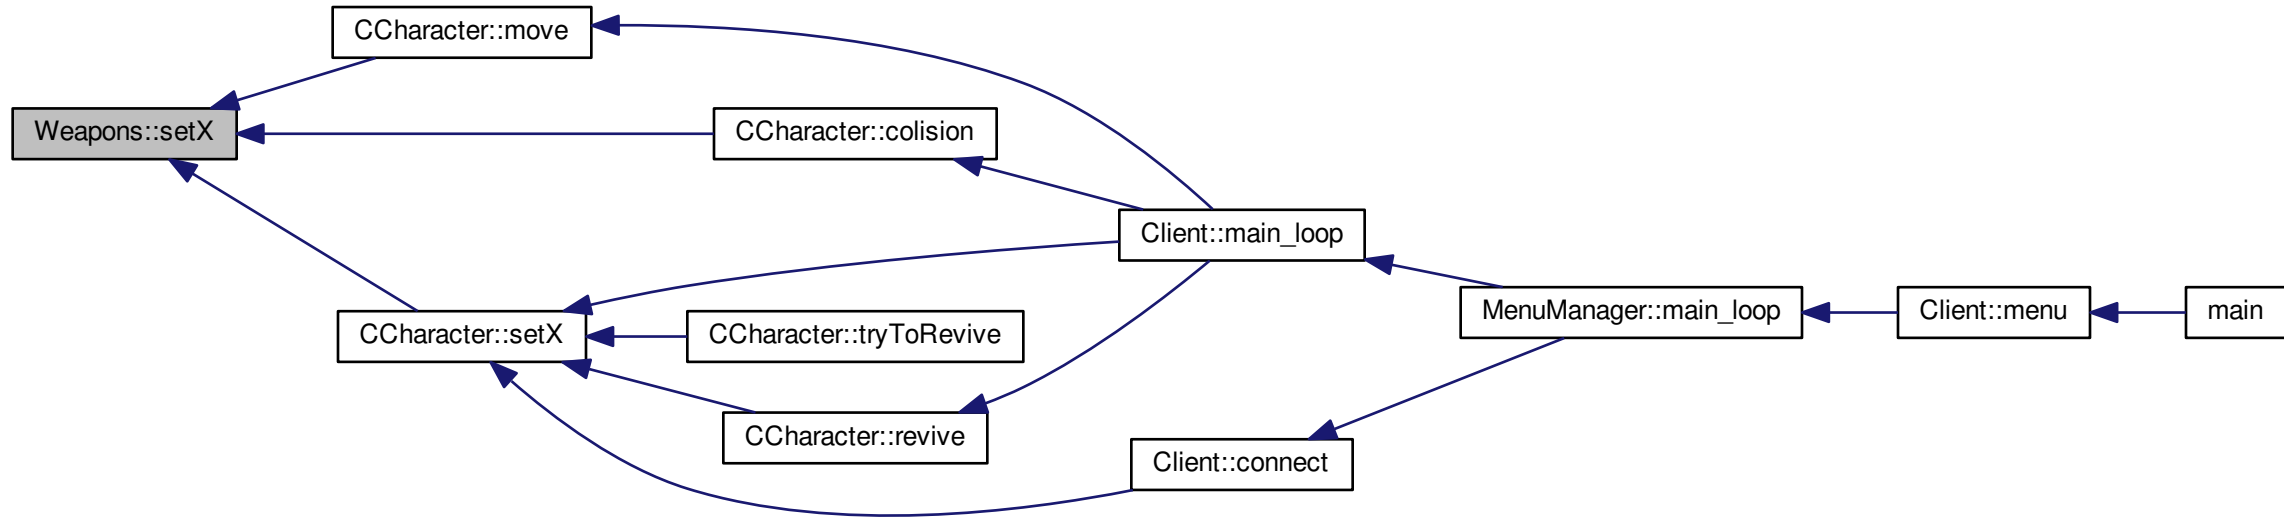 CCharacter::move
Weapons::setX
CCharacter::colision
Client::main_loop
MenuManager::main_loop
Client::menu
main
CCharacter::setX
CCharacter::tryToRevive
CCharacter::revive
Client::connect